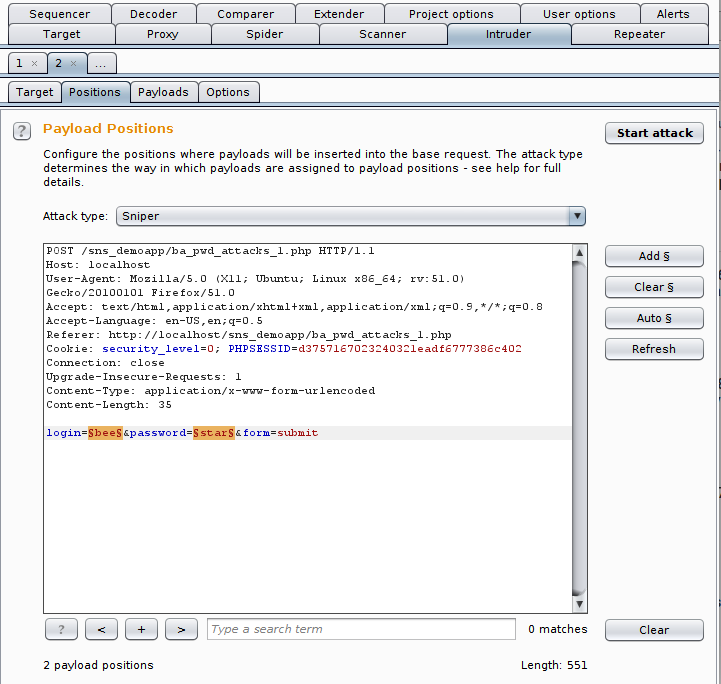 Sequencer Decoder Comparer Extender Project options User options Alerts
Target Proxy Spider Scanner Intruder Repeater
1 × 2 × ...
Target Positions Payloads Options
? Payload Positions
Start attack
Configure the positions where payloads will be inserted into the base request. The attack type
determines the way in which payloads are assigned to payload positions - see help for full
details.
Attack type: Sniper
POST /sns_demoapp/ba_pwd_attacks_1.php HTTP/1.1
Host: localhost
User-Agent: Mozilla/5.0 (X11; Ubuntu; Linux x86_64; rv:51.0)
Gecko/20100101 Firefox/51.0
Accept: text/html,application/xhtml+xml,application/xml;q=0.9,*/*;q=0.8
Accept-Language: en-US,en;q=0.5
Referer: http://localhost/sns_demoapp/ba_pwd_attacks_1.php
Cookie: security_level=0; PHPSESSID=d3757167023240321eadf6777386c402
Connection: close
Upgrade-Insecure-Requests: 1
Content-Type: application/x-www-form-urlencoded
Content-Length: 35
login=§bee§&password=§star§&form=submit
Add §
Clear §
Auto §
Refresh
? < + > Type a search term 0 matches Clear
2 payload positions Length: 551